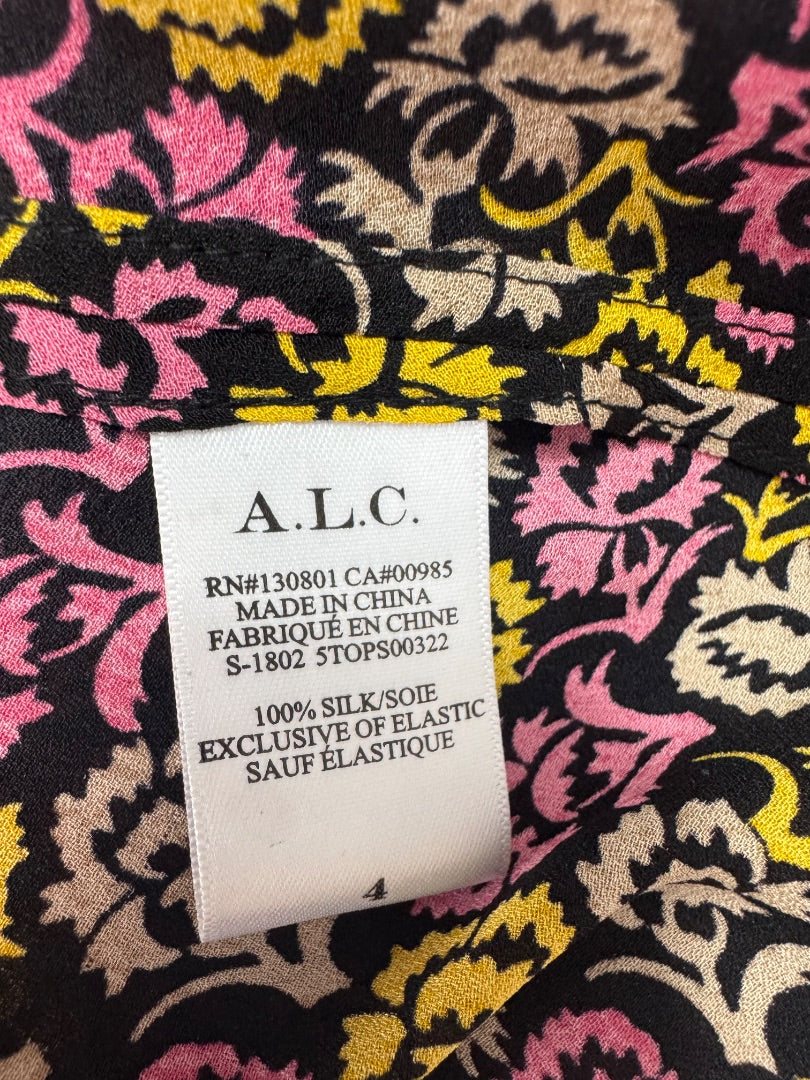 A.L.C.
RN#130801 CA#00985
MADE IN CHINA
FABRIQUÉ EN CHINE
S-1802 5TOPS00322
100% SILK/SOIE
EXCLUSIVE OF ELASTIC
SAUF ÉLASTIQUE
4